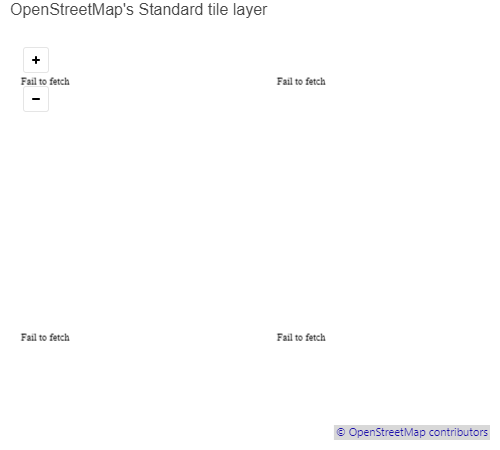 OpenStreetMap's Standard tile layer
+
Fail to fetch Fail to fetch
−
Fail to fetch Fail to fetch
© OpenStreetMap contributors